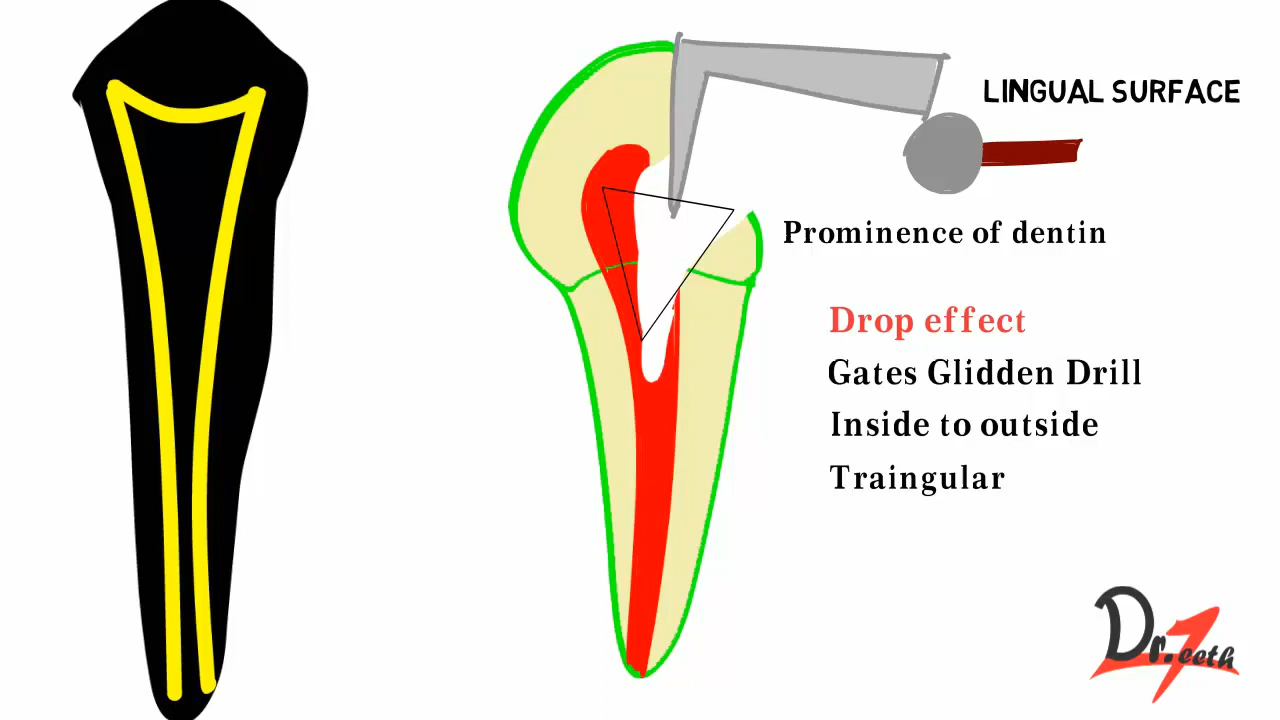 LINGUAL SURFACE
Prominence of dentin
Drop effect
Gates Glidden Drill
Inside to outside
Traingular
Dr.Teeth